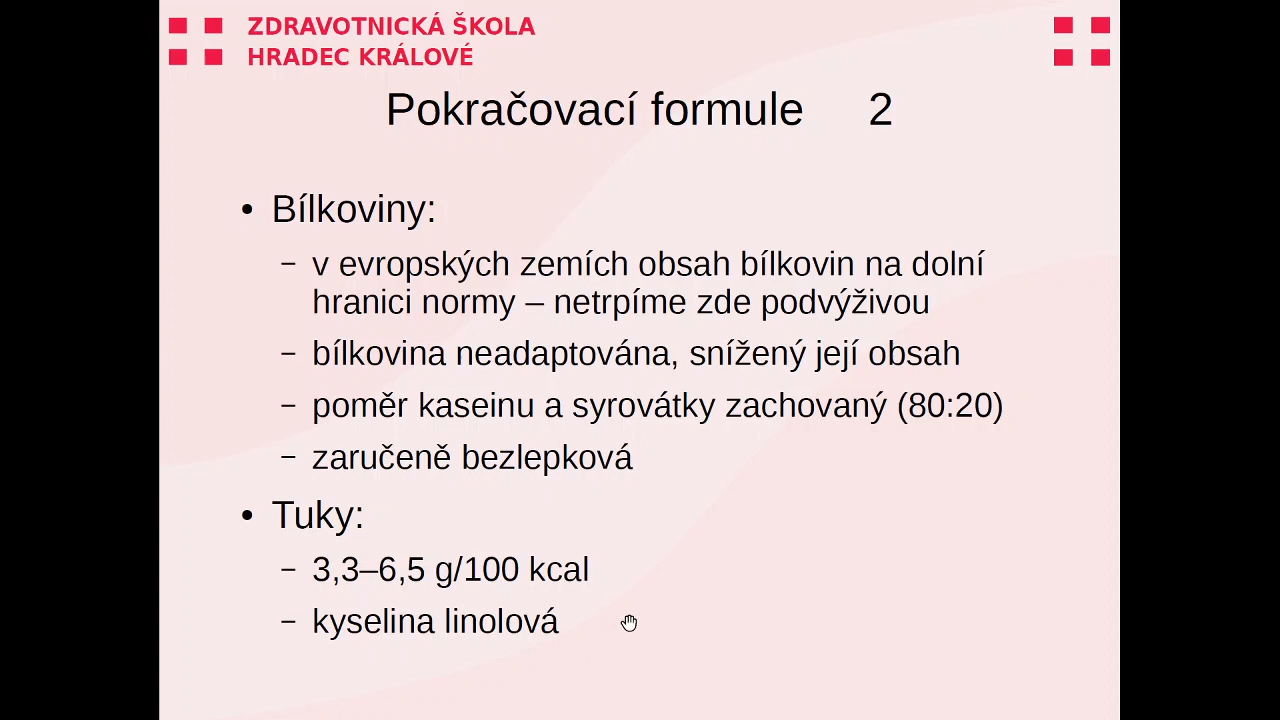 ZDRAVOTNICKÁ ŠKOLA
HRADEC KRÁLOVÉ
Pokračovací formule 2
• Bílkoviny:
– v evropských zemích obsah bílkovin na dolní
hranici normy – netrpíme zde podvýživou
– bílkovina neadaptována, snížený její obsah
– poměr kaseinu a syrovátky zachovaný (80:20)
– zaručeně bezlepková
• Tuky:
– 3,3–6,5 g/100 kcal
– kyselina linolová